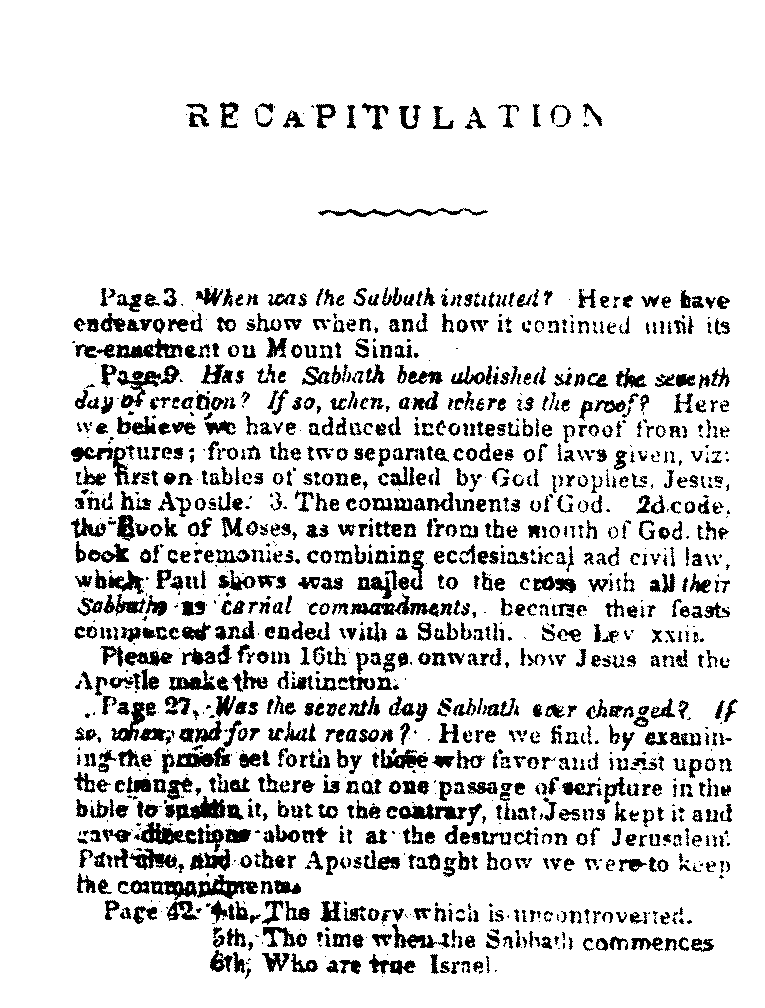 RECAPITULATION
Page 3. When was the Sabbath instituted? Here we have
endeavored to show when, and how it continued until its
re-enactment on Mount Sinai.
Page 9. Has the Sabbath been abolished since the seventh
day of creation? If so, when, and where is the proof? Here
we believe we have adduced incontestible proof from the
scriptures; from the two separate codes of laws given, viz:
the first on tables of stone, called by God prophets, Jesus,
and his Apostle. 3. The commandments of God. 2d code,
the Book of Moses, as written from the mouth of God, the
book of ceremonies, combining ecclesiastical aad civil law,
which Paul shows was nailed to the cross with all their
Sabbaths as carnal commandments, because their feasts
commenced and ended with a Sabbath. See Lev xxiii.
Please read from 16th page onward, how Jesus and the
Apostle make the distinction.
Page 27, Was the seventh day Sabbath ever changed? If
so, when, and for what reason? Here we find, by examin-
ing the proofs set forth by those who favor and insist upon
the change, that there is not one passage of scripture in the
bible to sustain it, but to the contrary, that Jesus kept it and
gave directions about it at the destruction of Jerusalem.
Paul also, and other Apostles taught how we were to keep
the commandments
Page 42. 4th, The History which is uncontroverted.
5th, The time when the Sabbath commences
6th, Who are true Israel.